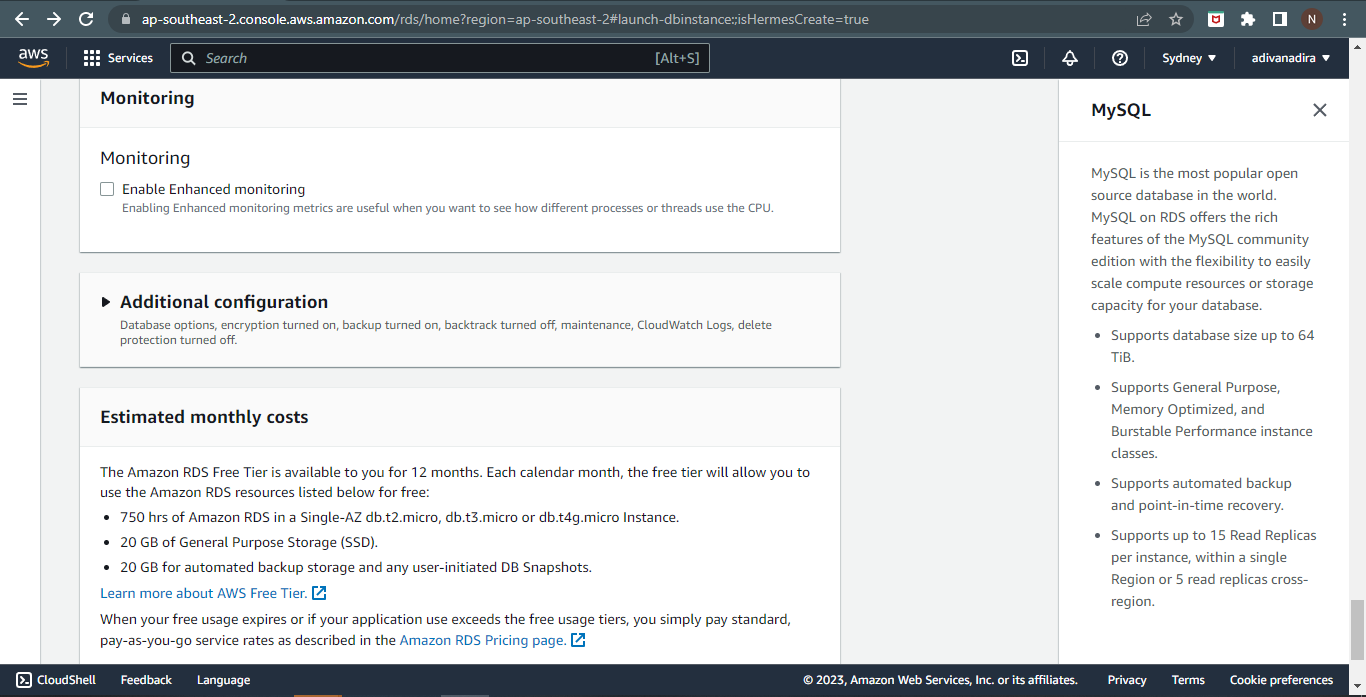 ap-southeast-2.console.aws.amazon.com/rds/home?region=ap-southeast-2#launch-dbinstance:;isHermesCreate=true
N
aws
Services
Search
[Alt+S]
Sydney
adivanadira
Monitoring
Monitoring
Enable Enhanced monitoring
Enabling Enhanced monitoring metrics are useful when you want to see how different processes or threads use the CPU.
Additional configuration
Database options, encryption turned on, backup turned on, backtrack turned off, maintenance, CloudWatch Logs, delete
protection turned off.
Estimated monthly costs
The Amazon RDS Free Tier is available to you for 12 months. Each calendar month, the free tier will allow you to
use the Amazon RDS resources listed below for free:
• 750 hrs of Amazon RDS in a Single-AZ db.t2.micro, db.t3.micro or db.t4g.micro Instance.
• 20 GB of General Purpose Storage (SSD).
• 20 GB for automated backup storage and any user-initiated DB Snapshots.
Learn more about AWS Free Tier.
When your free usage expires or if your application use exceeds the free usage tiers, you simply pay standard,
pay-as-you-go service rates as described in the Amazon RDS Pricing page.
MySQL
MySQL is the most popular open
source database in the world.
MySQL on RDS offers the rich
features of the MySQL community
edition with the flexibility to easily
scale compute resources or storage
capacity for your database.
• Supports database size up to 64
TiB.
• Supports General Purpose,
Memory Optimized, and
Burstable Performance instance
classes.
• Supports automated backup
and point-in-time recovery.
• Supports up to 15 Read Replicas
per instance, within a single
Region or 5 read replicas cross-
region.
CloudShell
Feedback
Language
© 2023, Amazon Web Services, Inc. or its affiliates.
Privacy
Terms
Cookie preferences